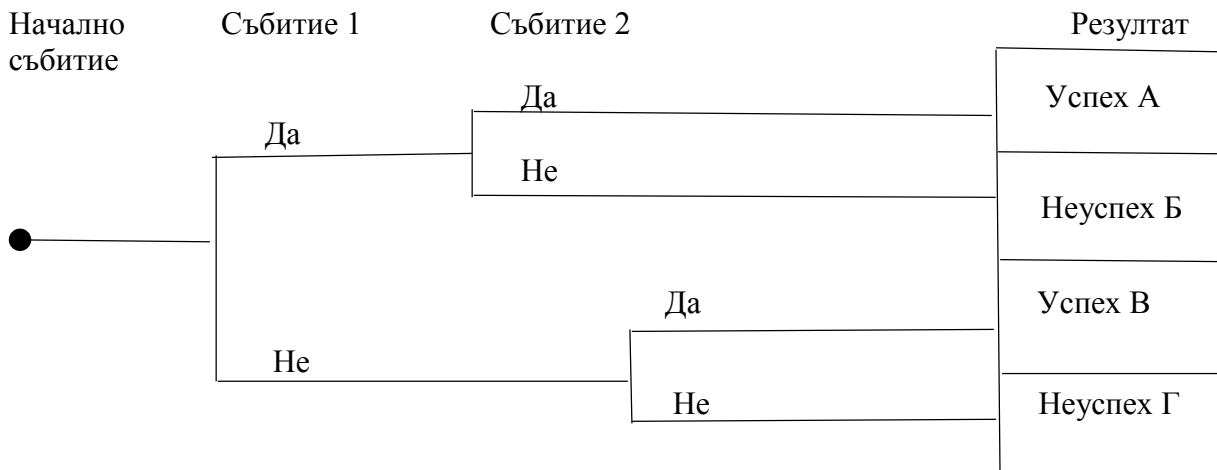 Начално събитие
Събитие 1
Събитие 2
Резултат
Да
Да
Успех А
Не
Неуспех Б
Не
Да
Успех В
Не
Неуспех Г